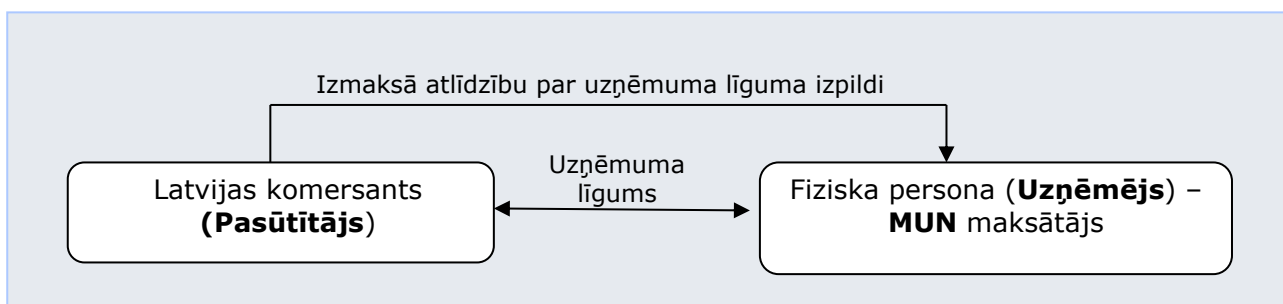 Izmaksā atlīdzību par uzņēmuma līguma izpildi
Latvijas komersants
(Pasūtītājs)
Uzņēmuma
līgums
Fiziska persona (Uzņēmējs) –
MUN maksātājs